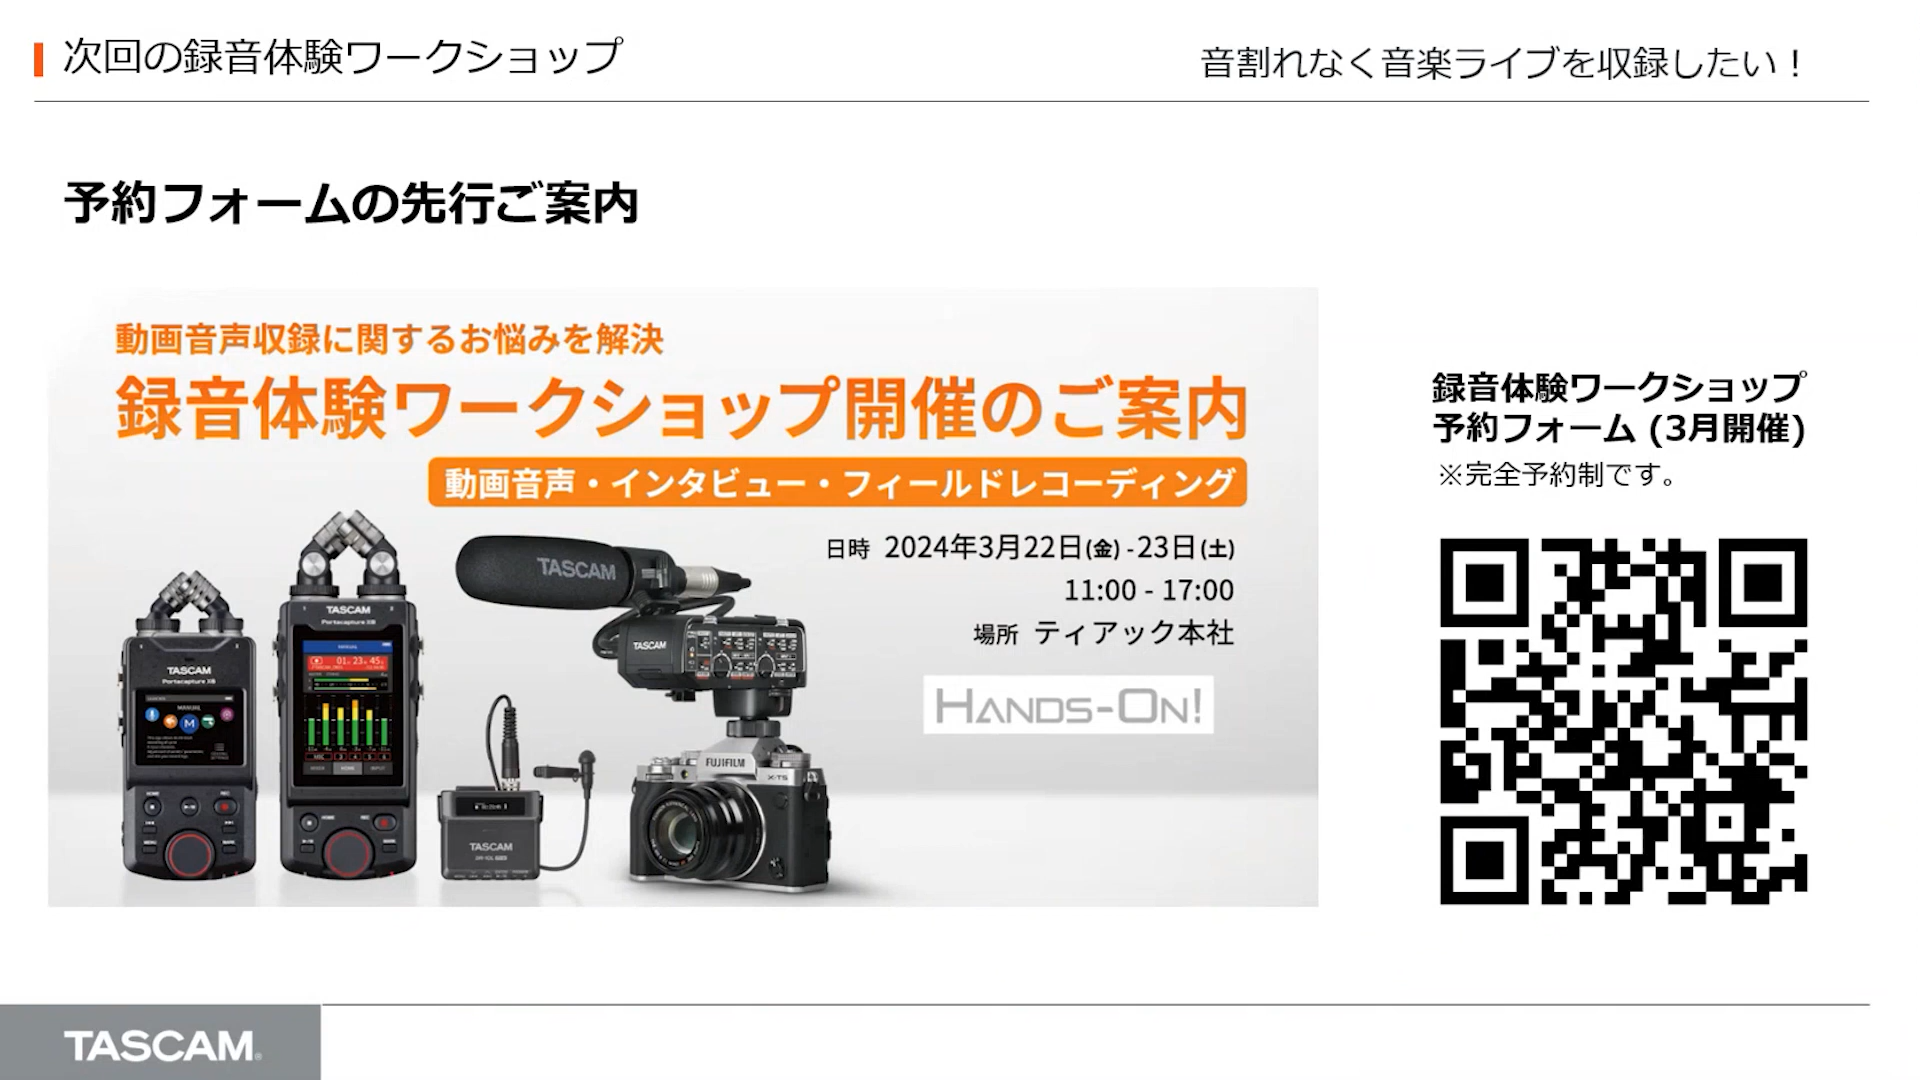 次回の録音体験ワークショップ
音割れなく音楽ライブを収録したい！
予約フォームの先行ご案内
動画音声収録に関するお悩みを解決
録音体験ワークショップ開催のご案内
動画音声・インタビュー・フィールドレコーディング
日時 2024年3月22日(金) - 23日(土)
11:00 - 17:00
場所 ティアック本社
HANDS-ON!
録音体験ワークショップ
予約フォーム (3月開催)
※完全予約制です。
TASCAM
Portacapture X6
MANUAL
TASCAM
Portacapture X8
MANUAL
TASCAM
TASCAM
TASCAM
FUJIFILM
X-T5
TASCAM